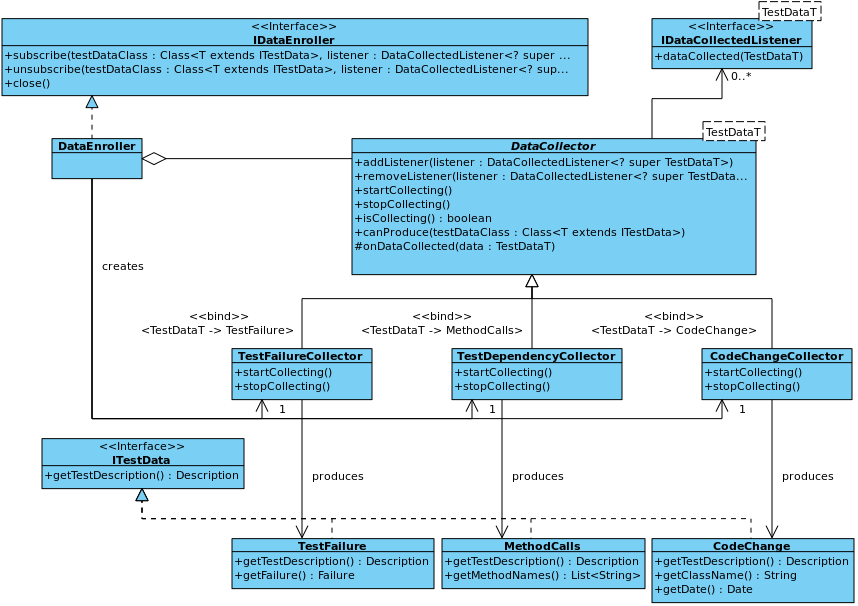 <<Interface>>
IDataEnroller
+subscribe(testDataClass : Class<T extends ITestData>, listener : DataCollectedListener<? super ...
+unsubscribe(testDataClass : Class<T extends ITestData>, listener : DataCollectedListener<? sup...
+close()
TestDataT
<<Interface>>
IDataCollectedListener
+dataCollected(TestDataT)
0..*
DataEnroller
TestDataT
DataCollector
+addListener(listener : DataCollectedListener<? super TestDataT>)
+removeListener(listener : DataCollectedListener<? super TestData...
+startCollecting()
+stopCollecting()
+isCollecting() : boolean
+canProduce(testDataClass : Class<T extends ITestData>)
#onDataCollected(data : TestDataT)
creates
<<bind>>
<TestDataT -> TestFailure>
<<bind>>
<TestDataT -> MethodCalls>
<<bind>>
<TestDataT -> CodeChange>
TestFailureCollector
+startCollecting()
+stopCollecting()
TestDependencyCollector
+startCollecting()
+stopCollecting()
CodeChangeCollector
+startCollecting()
+stopCollecting()
1
1
1
<<Interface>>
ITestData
+getTestDescription() : Description
produces
produces
produces
TestFailure
+getTestDescription() : Description
+getFailure() : Failure
MethodCalls
+getTestDescription() : Description
+getMethodNames() : List<String>
CodeChange
+getTestDescription() : Description
+getClassName() : String
+getDate() : Date